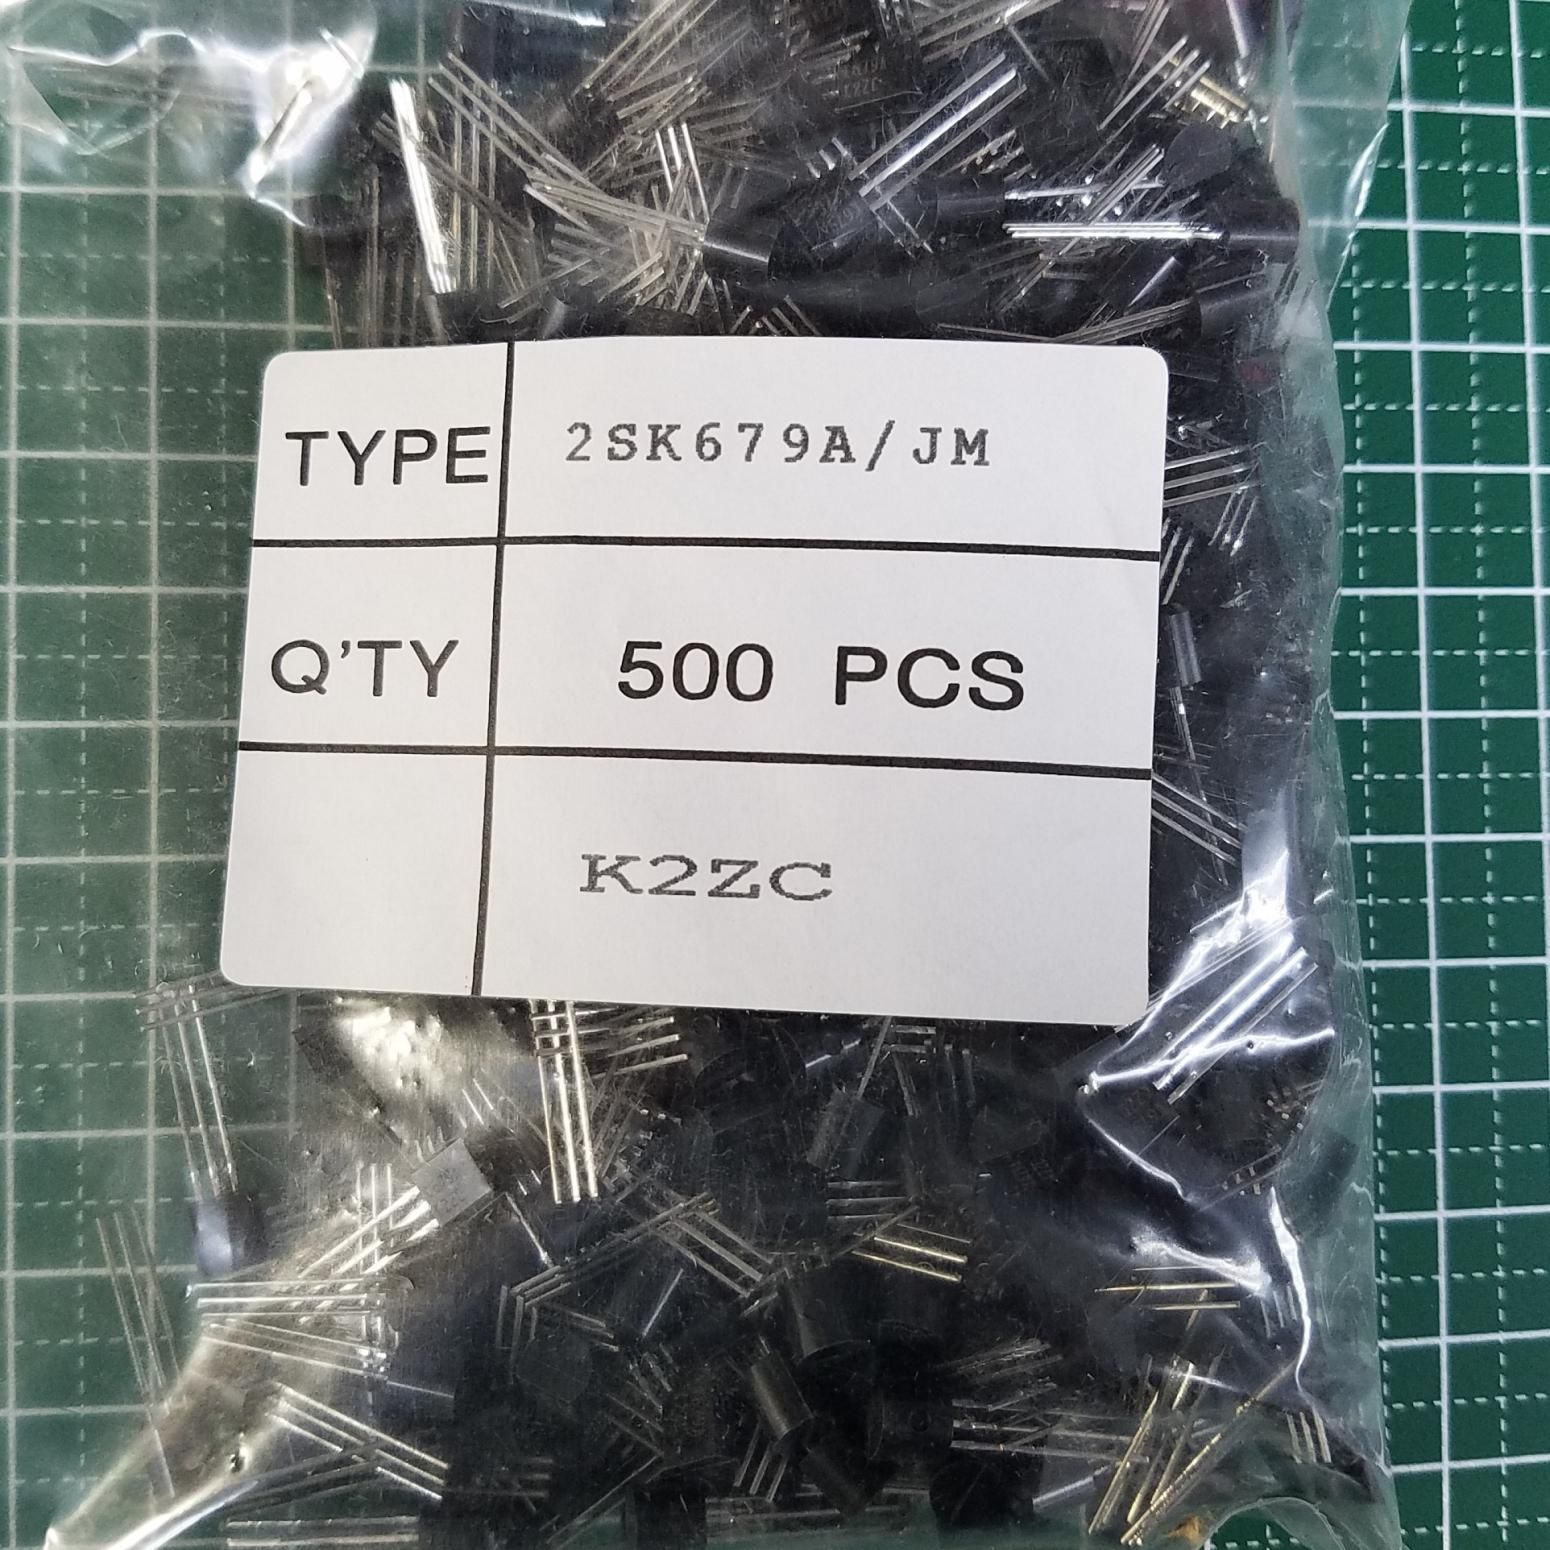 TYPE 2SK679A/JM
Q'TY 500 PCS
K2ZC